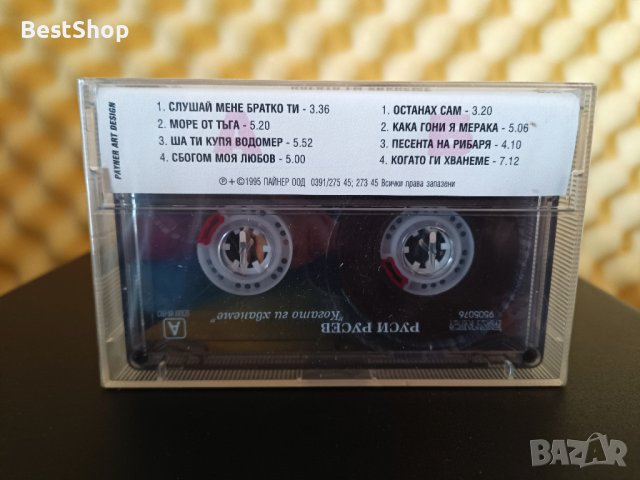 BestShop
PAYNER ART DESIGN
1. СЛУШАЙ МЕНЕ БРАТКО ТИ - 3.36
2. МОРЕ ОТ ТЪГА - 5.20
3. ША ТИ КУПЯ ВОДОМЕР - 5.52
4. СБОГОМ МОЯ ЛЮБОВ - 5.00
1. ОСТАНАХ САМ - 3.20
2. КАКА ГОНИ Я МЕРАКА - 5.06
3. ПЕСЕНТА НА РИБАРЯ - 4.10
4. КОГАТО ГИ ХВАНЕМЕ - 7.12
℗+©1995 ПАЙНЕР ООД 0391/275 45; 273 45 Всички права запазени
A
РУСИ РУСЕВ
"Когато ги хванеме"
9505076
BAZAR